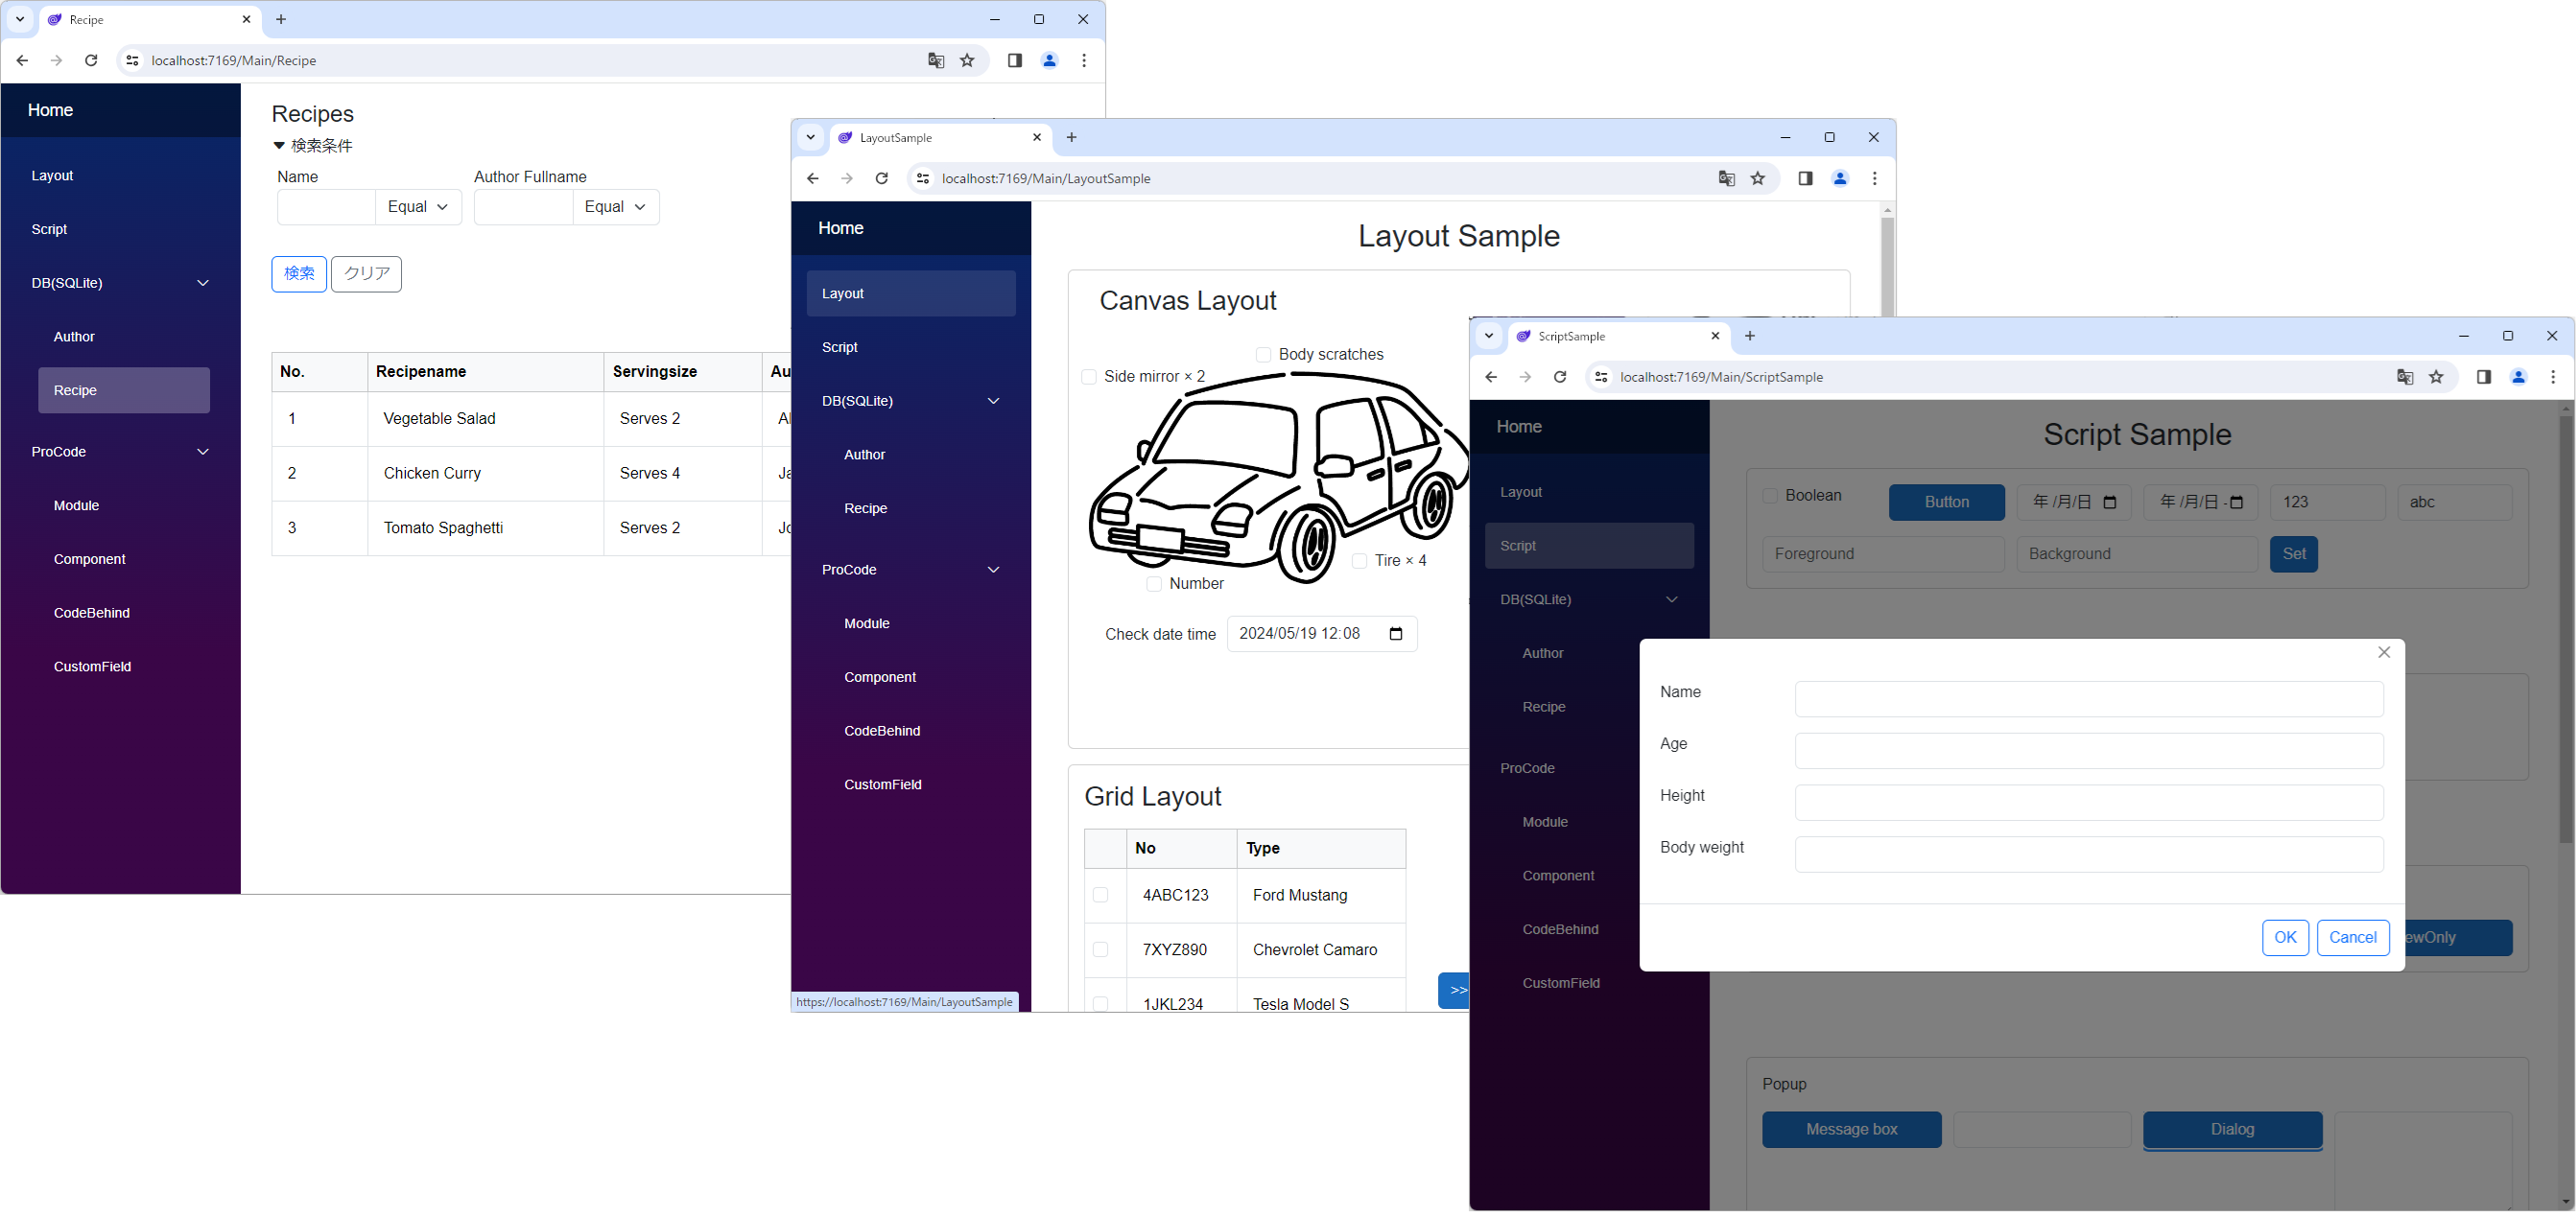 Recipe
localhost:7169/Main/Recipe
Home
Layout
Script
DB(SQLite)
Author
Recipe
ProCode
Module
Component
CodeBehind
CustomField
Recipes
検索条件
Name Author Fullname
Equal Equal
検索 クリア
No. Recipename Servingsize Au
1 Vegetable Salad Serves 2 Al
2 Chicken Curry Serves 4 Ja
3 Tomato Spaghetti Serves 2 Jo
LayoutSample
localhost:7169/Main/LayoutSample
Home
Layout
Script
DB(SQLite)
Author
Recipe
ProCode
Module
Component
CodeBehind
CustomField
https://localhost:7169/Main/LayoutSample
Layout Sample
Canvas Layout
Body scratches
Side mirror × 2
Tire × 4
Number
Check date time 2024/05/19 12:08
Grid Layout
No Type
4ABC123 Ford Mustang
7XYZ890 Chevrolet Camaro
1JKL234 Tesla Model S
>>
ScriptSample
localhost:7169/Main/ScriptSample
Home
Layout
Script
DB(SQLite)
Author
Recipe
ProCode
Module
Component
CodeBehind
CustomField
Script Sample
Boolean Button 年 /月/日 年 /月/日 - 123 abc
Foreground Background Set
Name
Age
Height
Body weight
OK Cancel
ewOnly
Popup
Message box Dialog